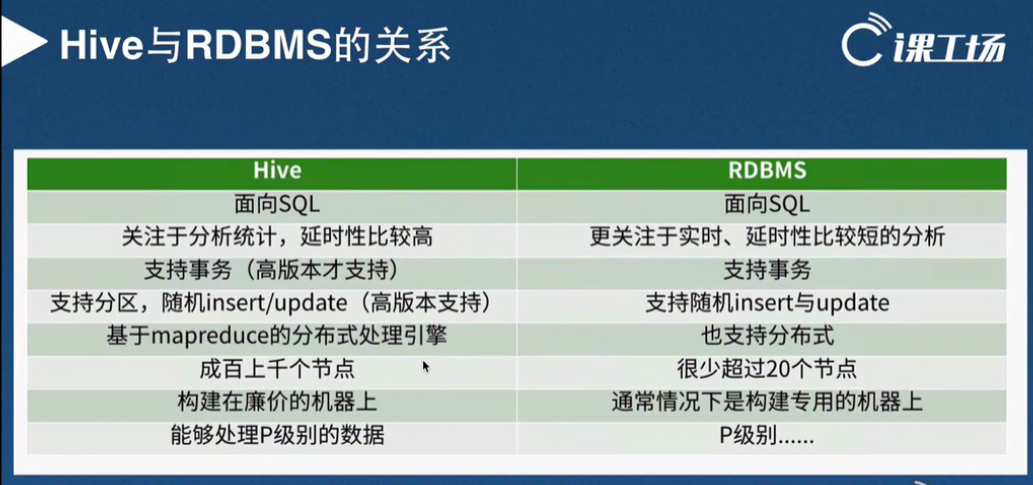 Hive与RDBMS的关系
课工场
Hive RDBMS
面向SQL 面向SQL
关注于分析统计，延时性比较高 更关注于实时、延时性比较短的分析
支持事务（高版本才支持） 支持事务
支持分区，随机insert/update（高版本支持） 支持随机insert与update
基于mapreduce的分布式处理引擎 也支持分布式
成百上千个节点 很少超过20个节点
构建在廉价的机器上 通常情况下是构建专用的机器上
能够处理P级别的数据 P级别......